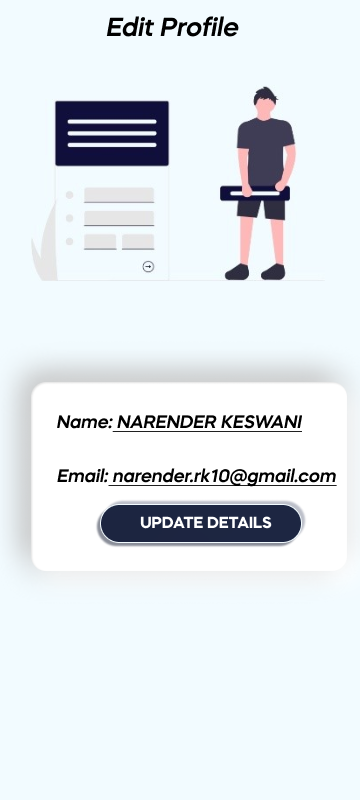 Edit Profile
Name: NARENDER KESWANI
Email: narender.rk10@gmail.com
UPDATE DETAILS